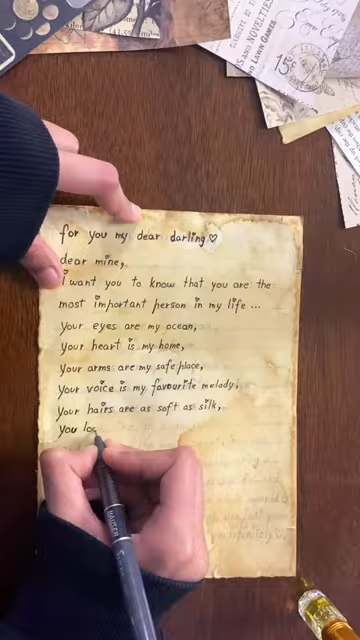 for you my dear darling♡
dear mine,
i want you to know that you are the
most important person in my life ...
your eyes are my ocean,
your heart is my home,
your arms are my safe place,
your voice is my favourite melody,
your hairs are as soft as silk,
you loo